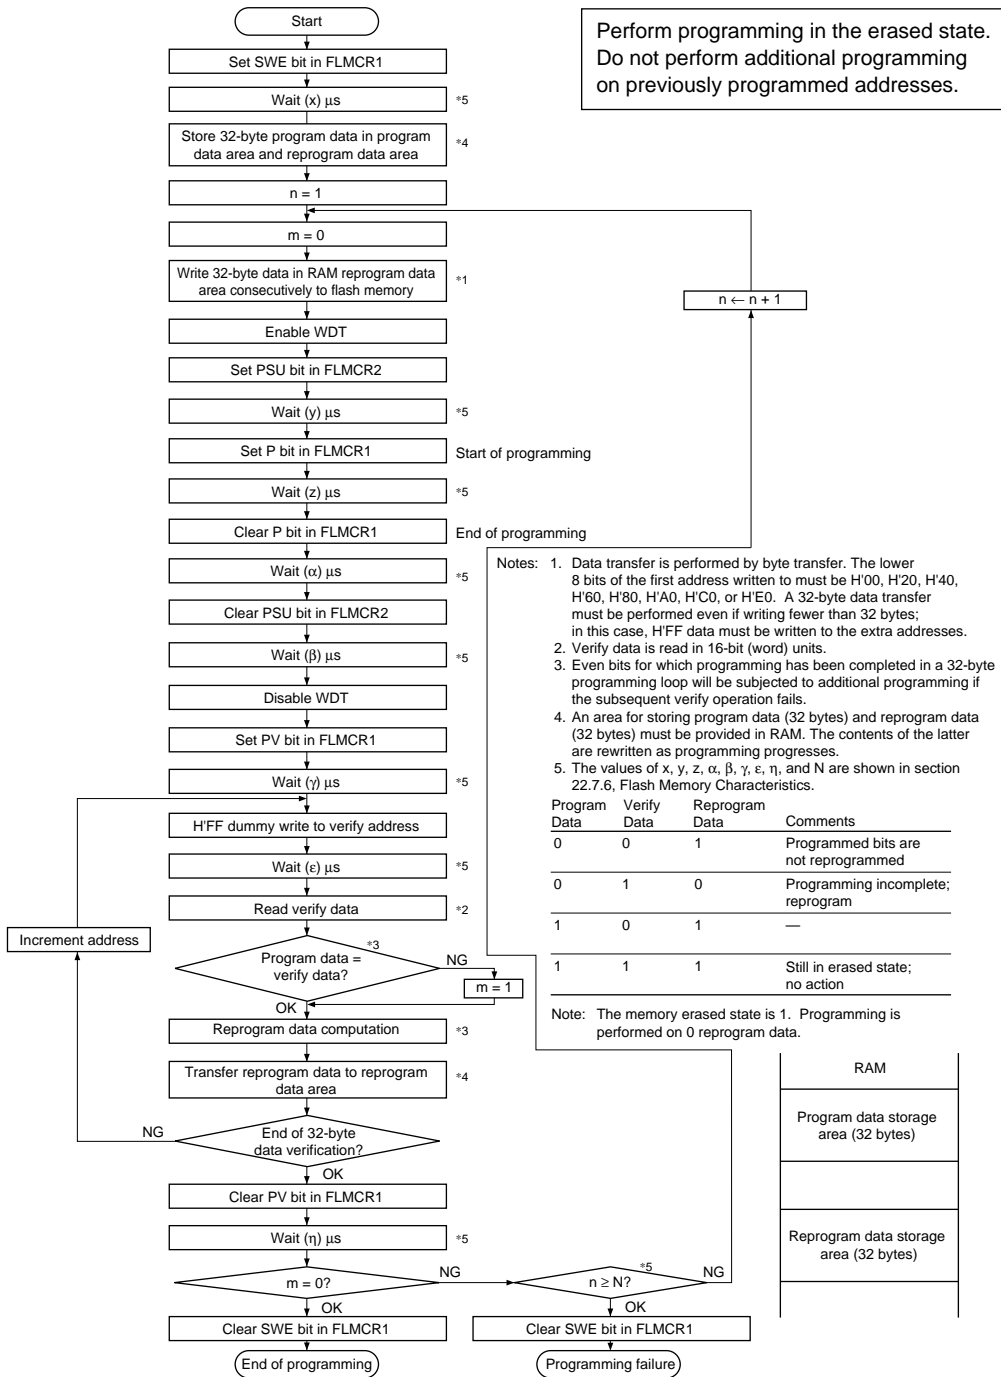 Start
Perform programming in the erased state.
Do not perform additional programming
on previously programmed addresses.
Set SWE bit in FLMCR1
Wait (x) μs
*5
Store 32-byte program data in program
data area and reprogram data area
*4
n = 1
m = 0
Write 32-byte data in RAM reprogram data
area consecutively to flash memory
*1
n ← n + 1
Enable WDT
Set PSU bit in FLMCR2
Wait (y) μs
*5
Set P bit in FLMCR1
Start of programming
Wait (z) μs
*5
Clear P bit in FLMCR1
End of programming
Wait (α) μs
*5
Clear PSU bit in FLMCR2
Wait (β) μs
*5
Disable WDT
Set PV bit in FLMCR1
Wait (γ) μs
*5
H'FF dummy write to verify address
Wait (ε) μs
*5
Read verify data
*2
Increment address
*3
Program data =
verify data?
NG
m = 1
OK
Reprogram data computation
*3
Transfer reprogram data to reprogram
data area
*4
NG
End of 32-byte
data verification?
OK
Clear PV bit in FLMCR1
Wait (η) μs
*5
m = 0?
NG
*5
n ≥ N?
NG
OK
OK
Clear SWE bit in FLMCR1
Clear SWE bit in FLMCR1
End of programming
Programming failure
Notes: 1. Data transfer is performed by byte transfer. The lower
8 bits of the first address written to must be H'00, H'20, H'40,
H'60, H'80, H'A0, H'C0, or H'E0. A 32-byte data transfer
must be performed even if writing fewer than 32 bytes;
in this case, H'FF data must be written to the extra addresses.
2. Verify data is read in 16-bit (word) units.
3. Even bits for which programming has been completed in a 32-byte
programming loop will be subjected to additional programming if
the subsequent verify operation fails.
4. An area for storing program data (32 bytes) and reprogram data
(32 bytes) must be provided in RAM. The contents of the latter
are rewritten as programming progresses.
5. The values of x, y, z, α, β, γ, ε, η, and N are shown in section
22.7.6, Flash Memory Characteristics.
Program Verify Reprogram
Data Data Data Comments
0 0 1 Programmed bits are
not reprogrammed
0 1 0 Programming incomplete;
reprogram
1 0 1 —
1 1 1 Still in erased state;
no action
Note: The memory erased state is 1. Programming is
performed on 0 reprogram data.
RAM
Program data storage
area (32 bytes)
Reprogram data storage
area (32 bytes)